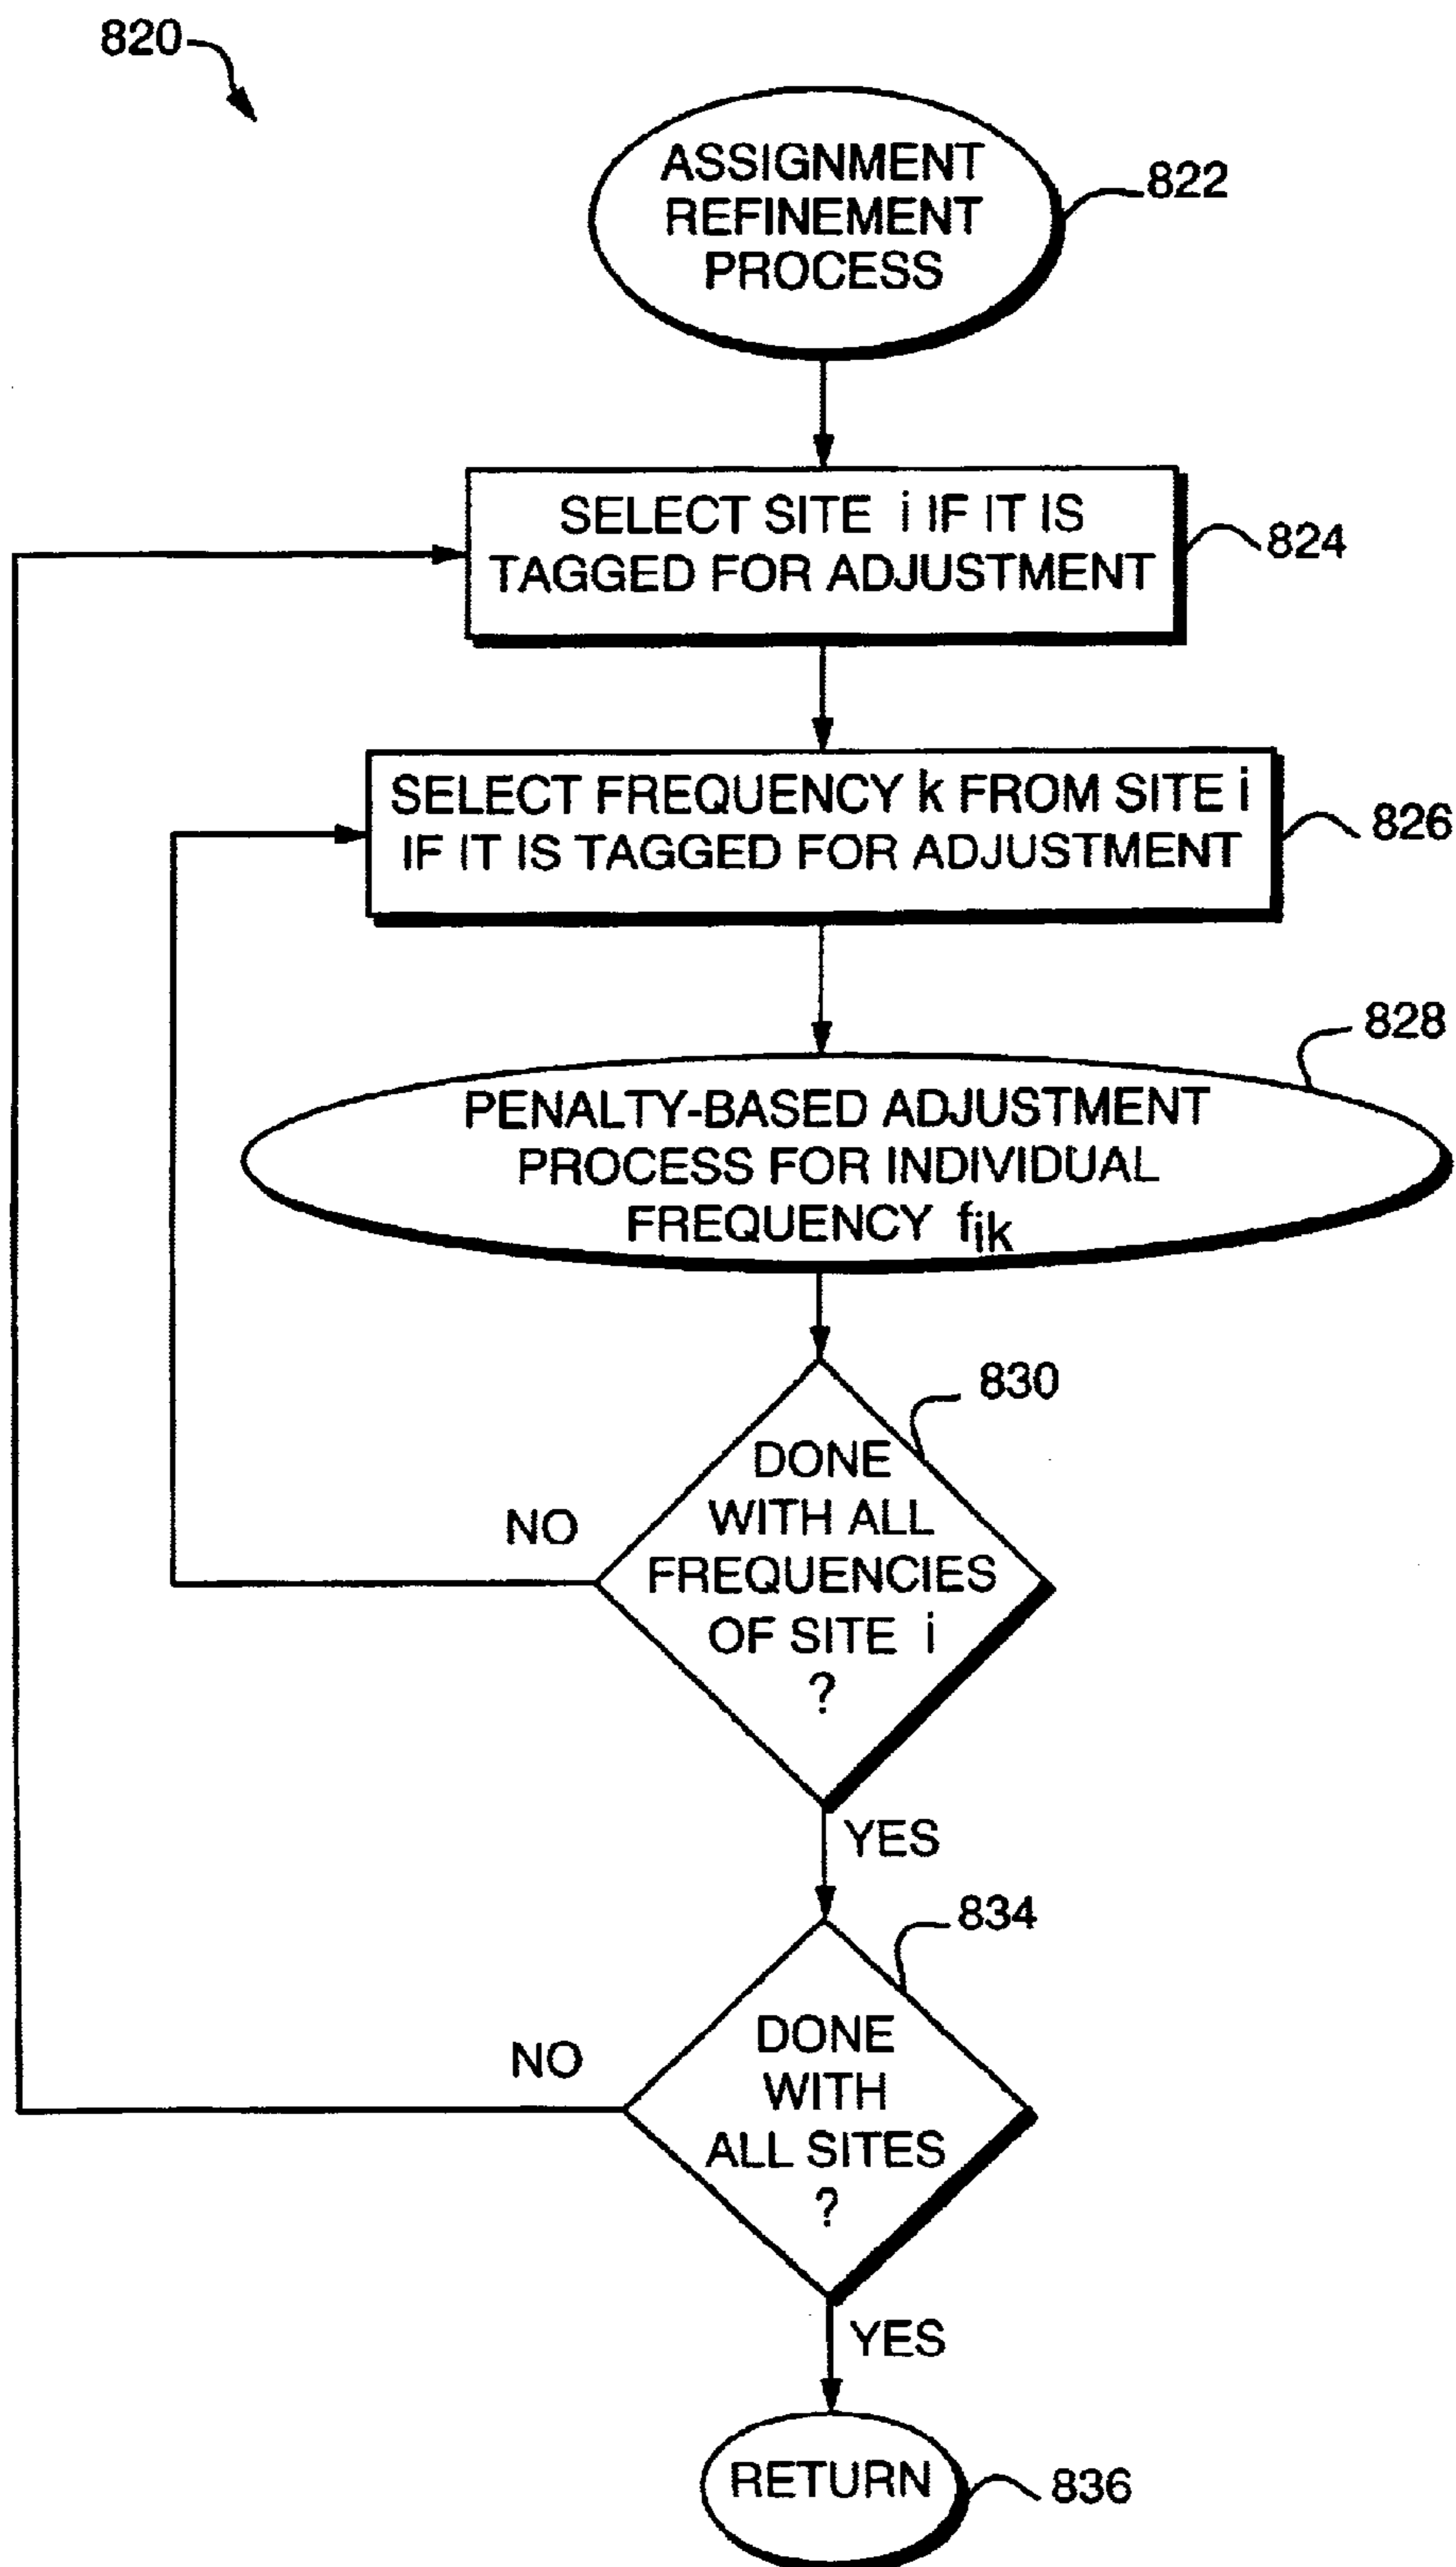 820
ASSIGNMENT
REFINEMENT
PROCESS
822
SELECT SITE i IF IT IS
TAGGED FOR ADJUSTMENT
824
SELECT FREQUENCY k FROM SITE i
IF IT IS TAGGED FOR ADJUSTMENT
826
828
PENALTY-BASED ADJUSTMENT
PROCESS FOR INDIVIDUAL
FREQUENCY fik
830
DONE
WITH ALL
FREQUENCIES
OF SITE i
?
NO
YES
834
DONE
WITH
ALL SITES
?
NO
YES
RETURN
836